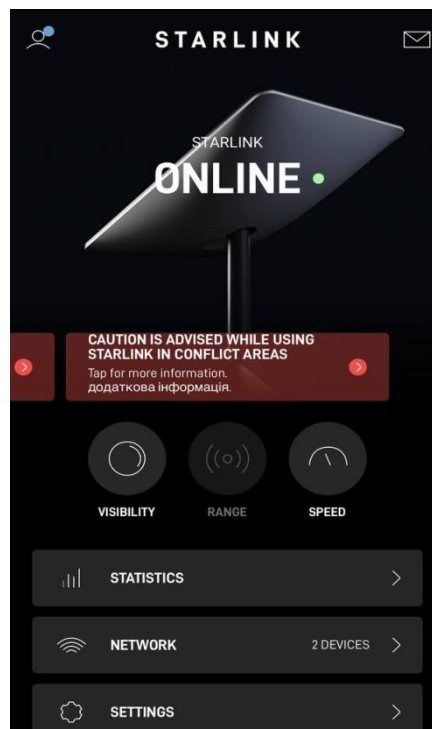 STARLINK
STARLINK
ONLINE
CAUTION IS ADVISED WHILE USING
STARLINK IN CONFLICT AREAS
Tap for more information.
додаткова інформація.
VISIBILITY
RANGE
SPEED
STATISTICS
NETWORK 2 DEVICES
SETTINGS